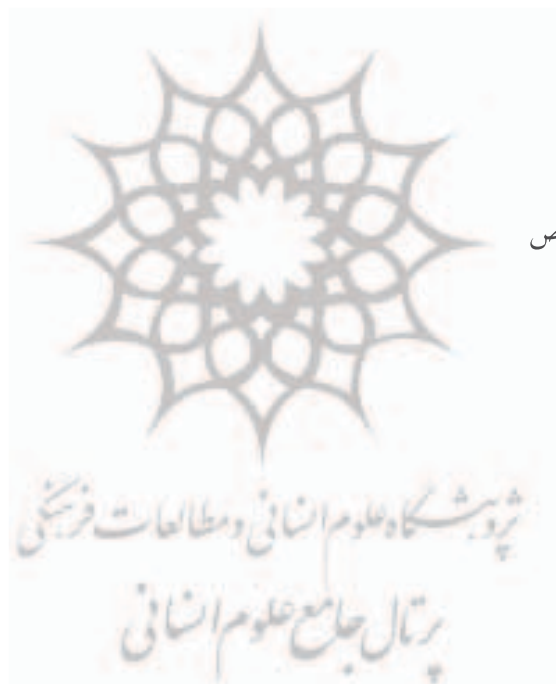 ص
پژوهشگاه علوم انسانی و مطالعات فرهنگی
پرتال جامع علوم انسانی